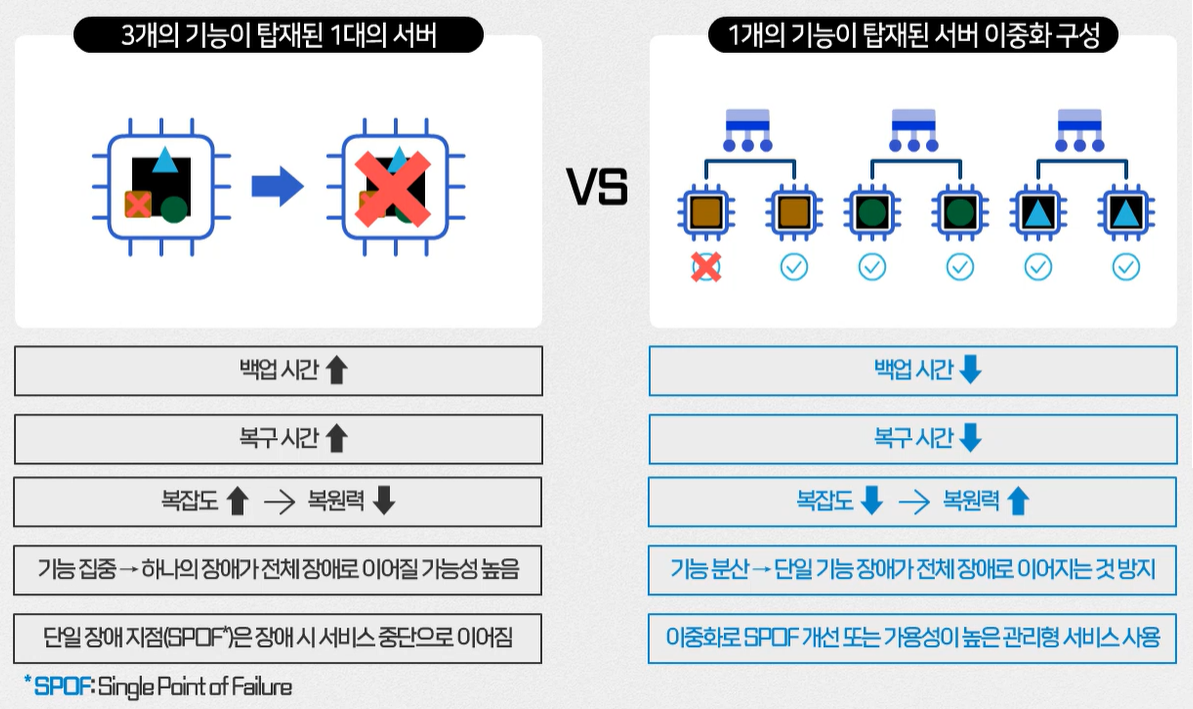 3개의 기능이 탑재된 1대의 서버
백업 시간
복구 시간
복잡도 → 복원력
기능 집중 → 하나의 장애가 전체 장애로 이어질 가능성 높음
단일 장애 지점(SPOF*)은 장애 시 서비스 중단으로 이어짐
* SPOF: Single Point of Failure
VS
1개의 기능이 탑재된 서버 이중화 구성
백업 시간
복구 시간
복잡도 → 복원력
기능 분산 → 단일 기능 장애가 전체 장애로 이어지는 것 방지
이중화로 SPOF 개선 또는 가용성이 높은 관리형 서비스 사용